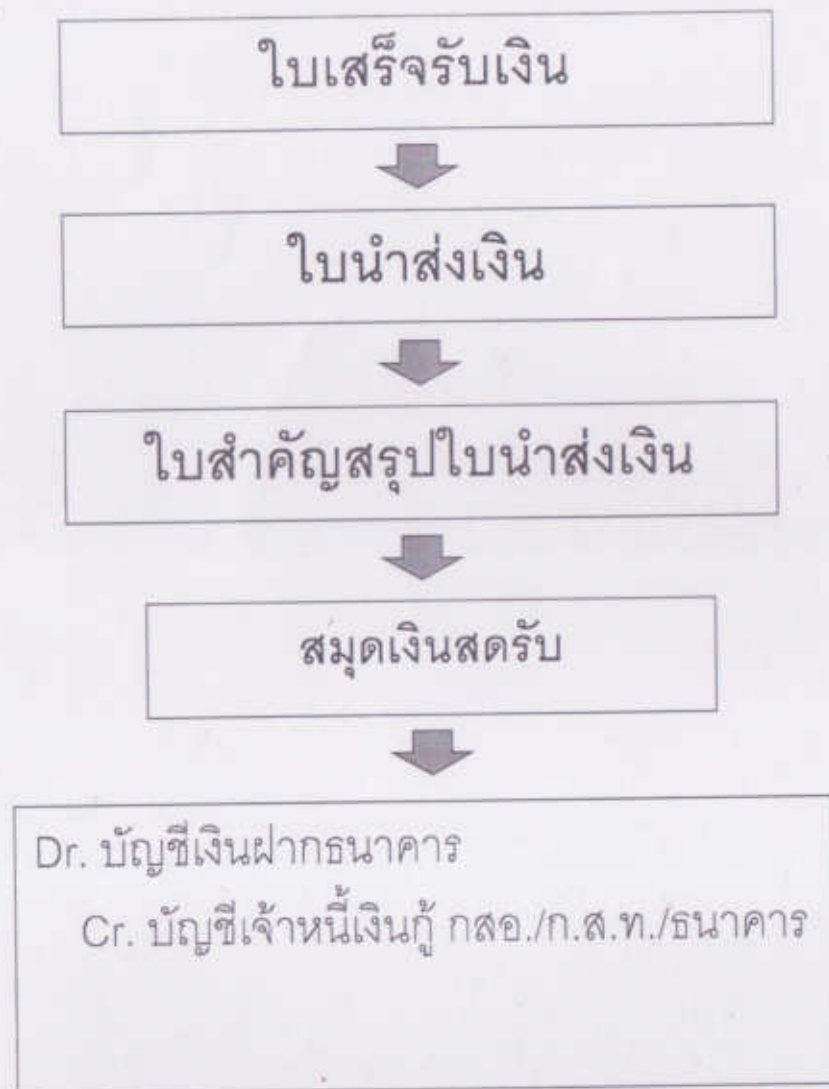 ใบเสร็จรับเงิน
ใบนำส่งเงิน
ใบสำคัญสรุปใบนำส่งเงิน
สมุดเงินสดรับ
Dr. บัญชีเงินฝากธนาคาร
Cr. บัญชีเจ้าหนี้เงินกู้ กสอ./ก.ส.ท./ธนาคาร